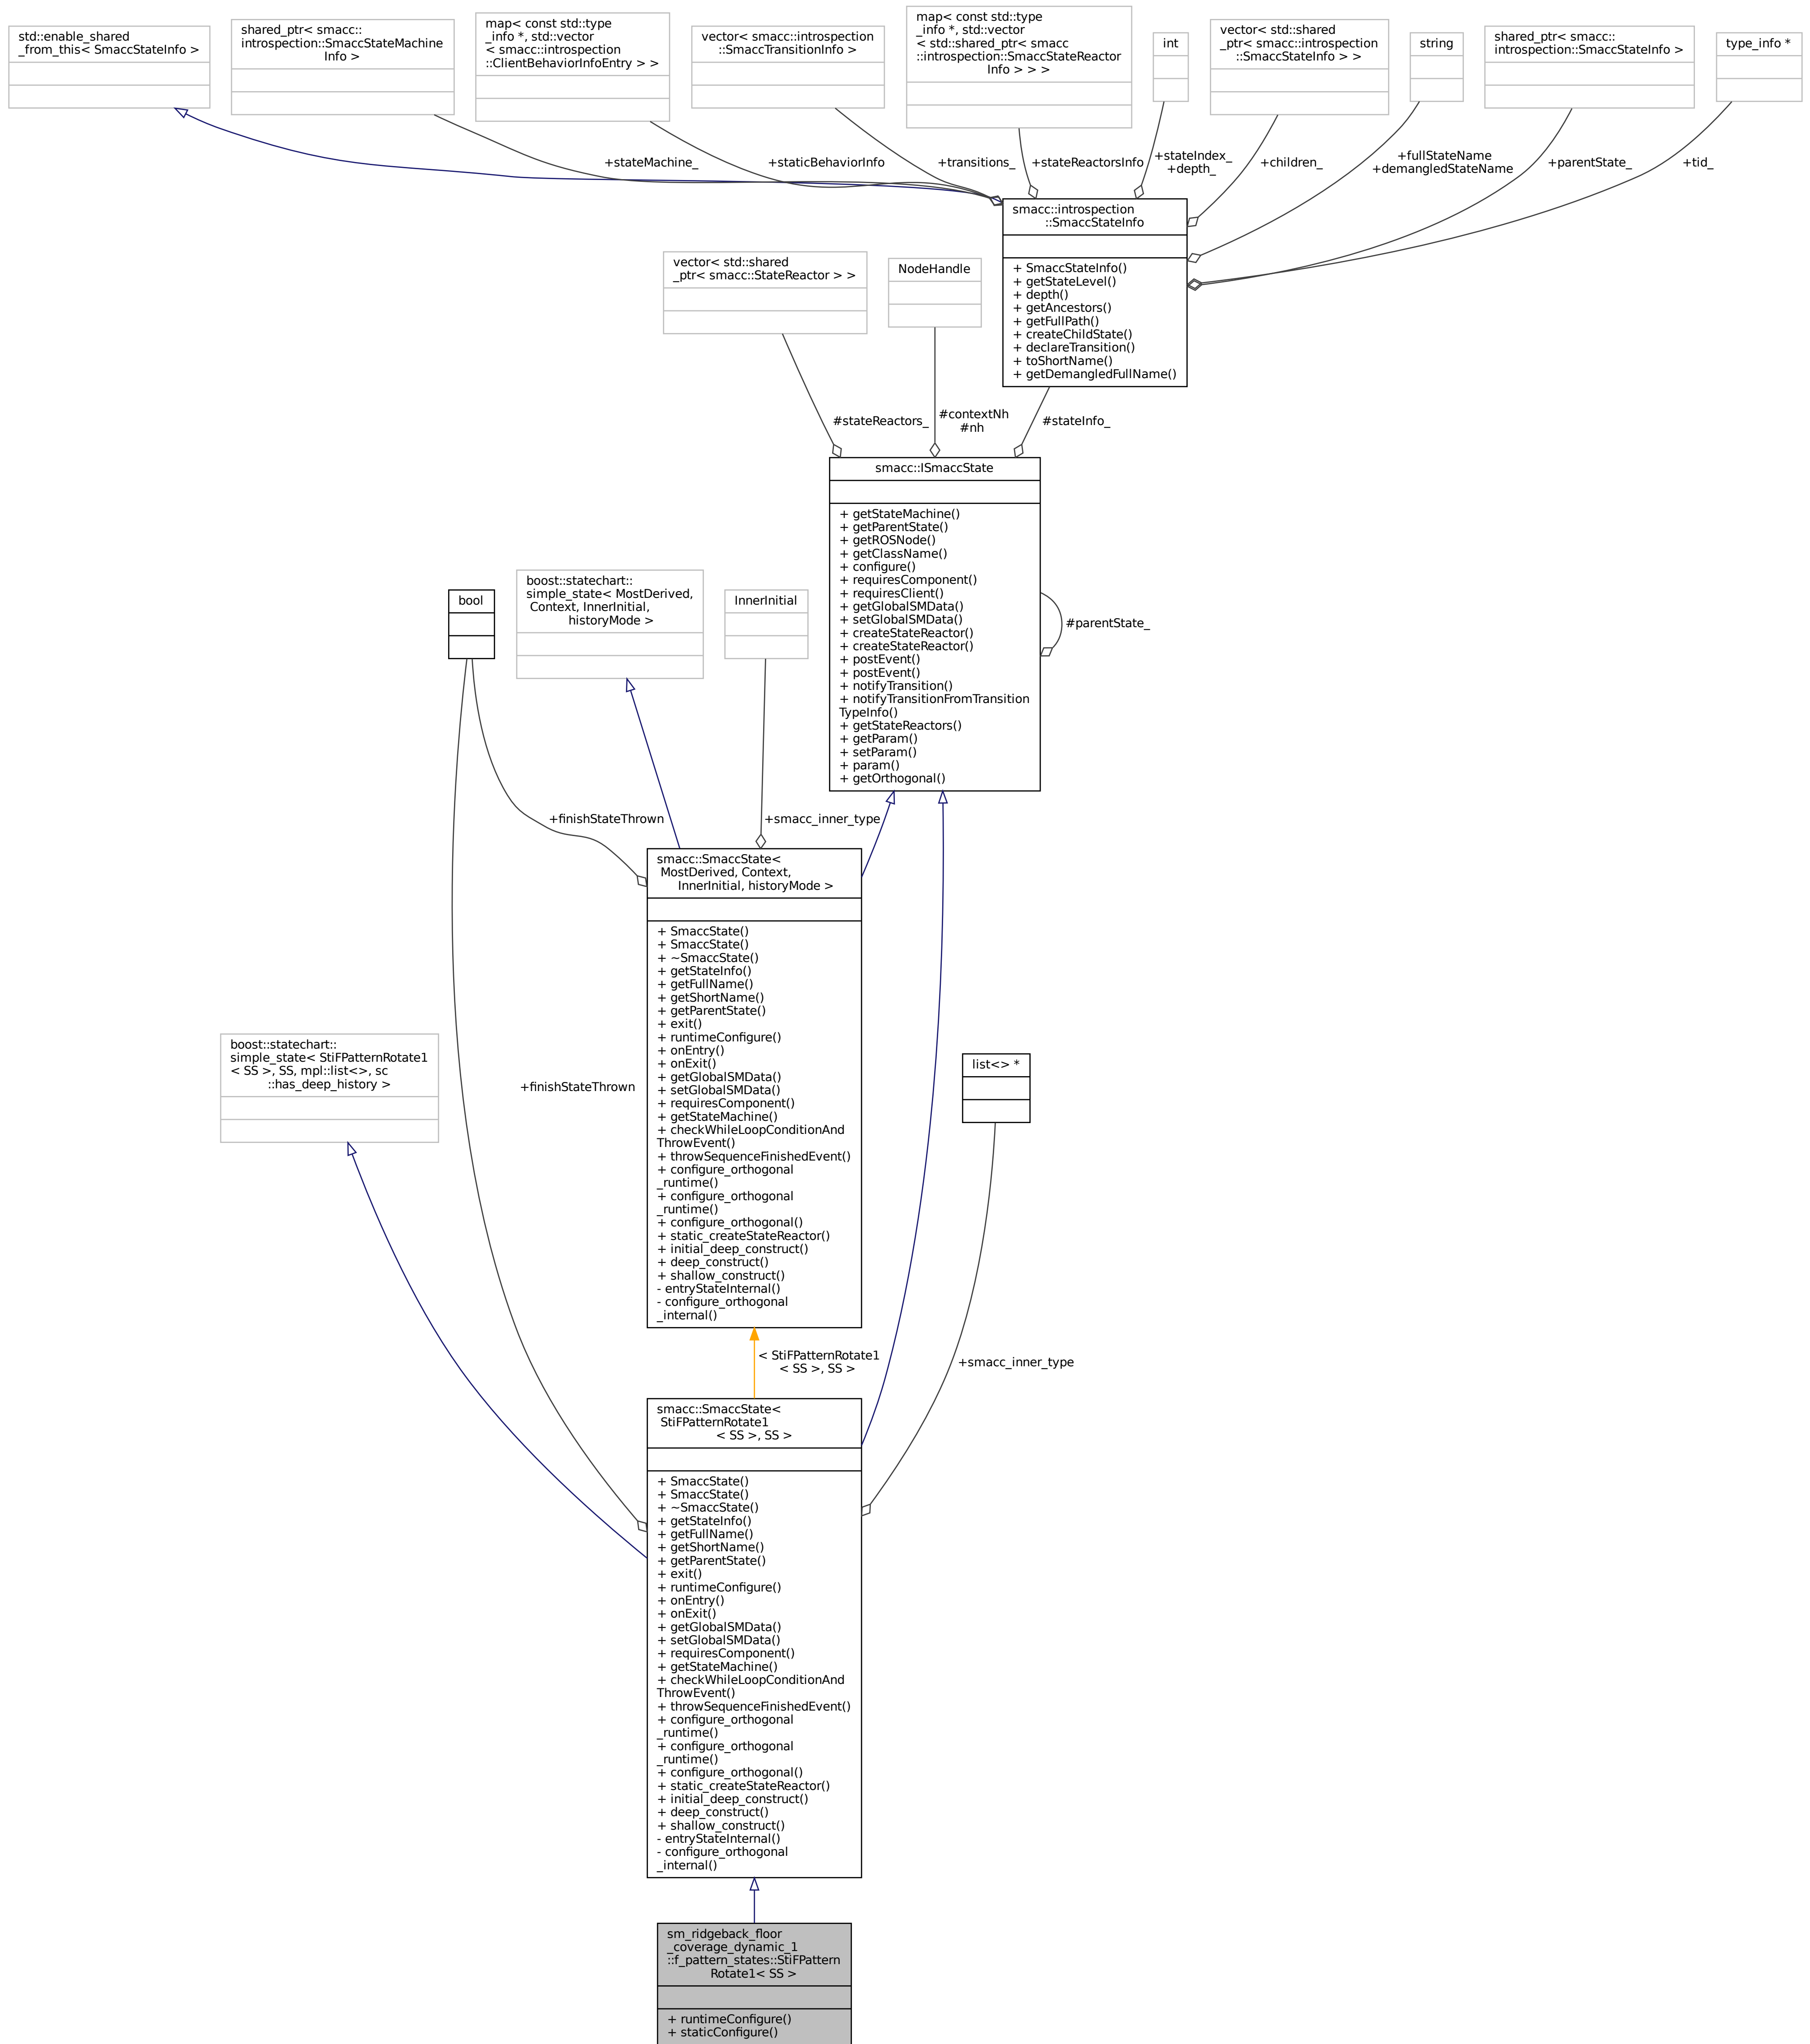 std::enable_shared
_from_this< SmaccStateInfo >
shared_ptr< smacc::
introspection::SmaccStateMachine
Info >
map< const std::type
_info *, std::vector
< smacc::introspection
::ClientBehaviorInfoEntry > >
vector< smacc::introspection
::SmaccTransitionInfo >
map< const std::type
_info *, std::vector
< std::shared_ptr< smacc
::introspection::SmaccStateReactor
Info > > >
int
vector< std::shared
_ptr< smacc::introspection
::SmaccStateInfo > >
string
shared_ptr< smacc::
introspection::SmaccStateInfo >
type_info *
+stateMachine_
+staticBehaviorInfo
+transitions_
+stateReactorsInfo
+stateIndex_
+depth_
+children_
+fullStateName
+demangledStateName
+parentState_
+tid_
smacc::introspection
::SmaccStateInfo
+ SmaccStateInfo()
+ getStateLevel()
+ depth()
+ getAncestors()
+ getFullPath()
+ createChildState()
+ declareTransition()
+ toShortName()
+ getDemangledFullName()
vector< std::shared
_ptr< smacc::StateReactor > >
NodeHandle
#stateReactors_
#contextNh
#nh
#stateInfo_
smacc::ISmaccState
+ getStateMachine()
+ getParentState()
+ getROSNode()
+ getClassName()
+ configure()
+ requiresComponent()
+ requiresClient()
+ getGlobalSMData()
+ setGlobalSMData()
+ createStateReactor()
+ createStateReactor()
+ postEvent()
+ postEvent()
+ notifyTransition()
+ notifyTransitionFromTransition
TypeInfo()
+ getStateReactors()
+ getParam()
+ setParam()
+ param()
+ getOrthogonal()
#parentState_
bool
boost::statechart::
simple_state< MostDerived,
Context, InnerInitial,
historyMode >
InnerInitial
+finishStateThrown
+smacc_inner_type
smacc::SmaccState<
MostDerived, Context,
InnerInitial, historyMode >
+ SmaccState()
+ SmaccState()
+ ~SmaccState()
+ getStateInfo()
+ getFullName()
+ getShortName()
+ getParentState()
+ exit()
+ runtimeConfigure()
+ onEntry()
+ onExit()
+ getGlobalSMData()
+ setGlobalSMData()
+ requiresComponent()
+ getStateMachine()
+ checkWhileLoopConditionAnd
ThrowEvent()
+ throwSequenceFinishedEvent()
+ configure_orthogonal
_runtime()
+ configure_orthogonal
_runtime()
+ configure_orthogonal()
+ static_createStateReactor()
+ initial_deep_construct()
+ deep_construct()
+ shallow_construct()
- entryStateInternal()
- configure_orthogonal
_internal()
boost::statechart::
simple_state< StiFPatternRotate1
< SS >, SS, mpl::list<>, sc
::has_deep_history >
+finishStateThrown
list<> *
< StiFPatternRotate1
< SS >, SS >
+smacc_inner_type
smacc::SmaccState<
StiFPatternRotate1
< SS >, SS >
+ SmaccState()
+ SmaccState()
+ ~SmaccState()
+ getStateInfo()
+ getFullName()
+ getShortName()
+ getParentState()
+ exit()
+ runtimeConfigure()
+ onEntry()
+ onExit()
+ getGlobalSMData()
+ setGlobalSMData()
+ requiresComponent()
+ getStateMachine()
+ checkWhileLoopConditionAnd
ThrowEvent()
+ throwSequenceFinishedEvent()
+ configure_orthogonal
_runtime()
+ configure_orthogonal
_runtime()
+ configure_orthogonal()
+ static_createStateReactor()
+ initial_deep_construct()
+ deep_construct()
+ shallow_construct()
- entryStateInternal()
- configure_orthogonal
_internal()
sm_ridgeback_floor
_coverage_dynamic_1
::f_pattern_states::StiFPattern
Rotate1< SS >
+ runtimeConfigure()
+ staticConfigure()